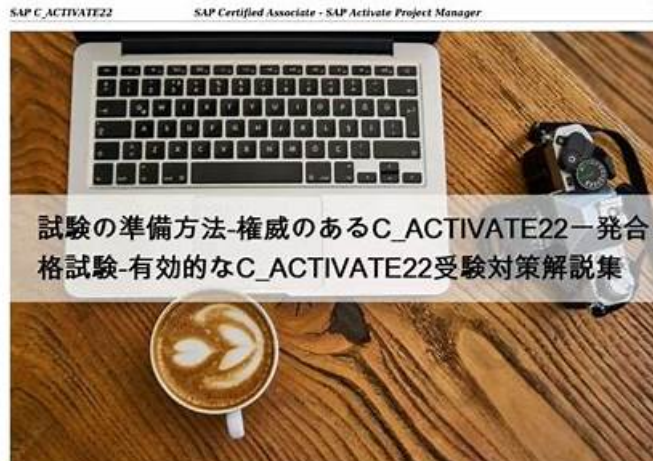 SAP C_ACTIVATE22 SAP Certified Associate - SAP Activate Project Manager
試験の準備方法-権威のあるC_ACTIVATE22一発合
格試験-有効的なC_ACTIVATE22受験対策解説集